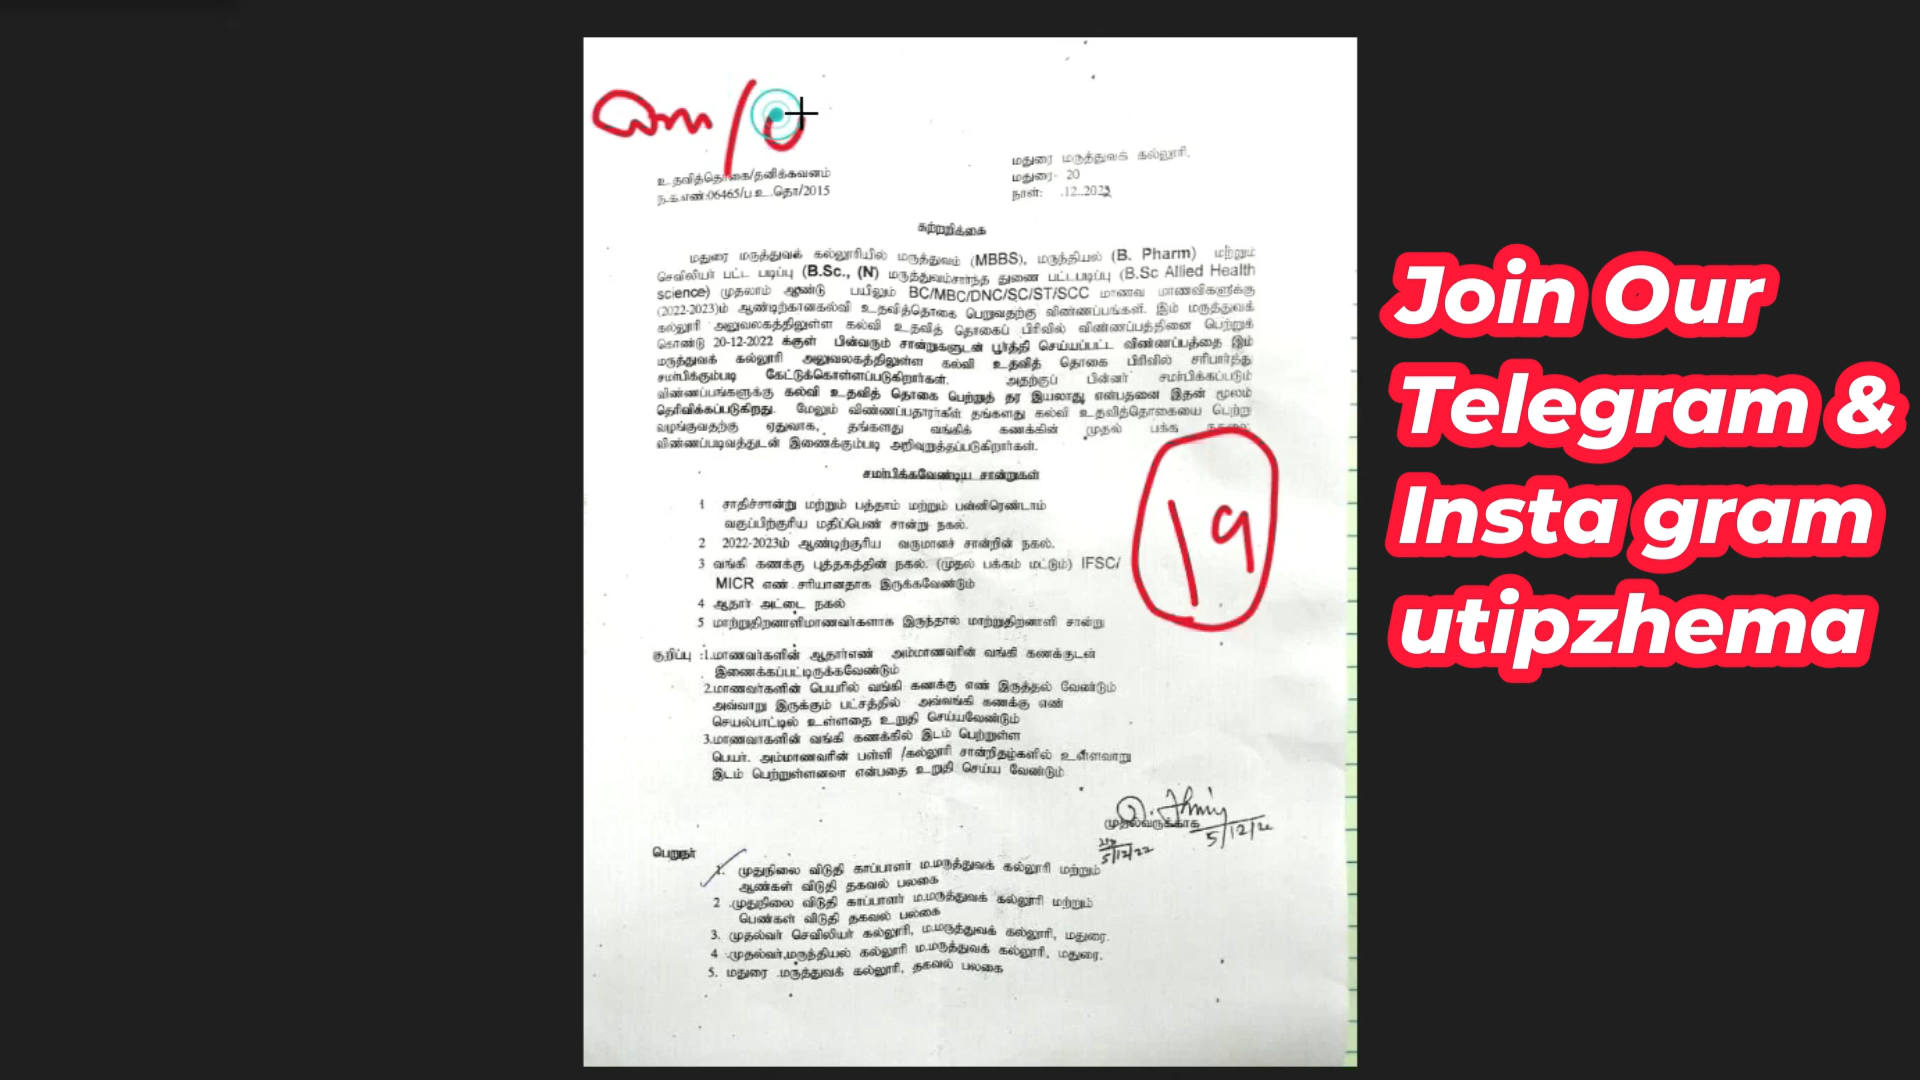 உதவித்தொகை/தனிக்கவனம்
ந.க.எண்:06465/ப.உ.தொ/2015
மதுரை மருத்துவக் கல்லூரி,
மதுரை- 20
நாள்: .12..2022
சுற்றறிக்கை
மதுரை மருத்துவக் கல்லூரியில் மருத்துவம் (MBBS), மருந்தியல் (B. Pharm) மற்றும்
செவிலியர் பட்ட படிப்பு (B.Sc., (N) மருத்துவம்சார்ந்த துணை பட்டபடிப்பு (B.Sc Allied Health
science) முதலாம் ஆண்டு பயிலும் BC/MBC/DNC/SC/ST/SCC மாணவ மாணவிகளுக்கு
(2022-2023)ம் ஆண்டிற்கானகல்வி உதவித்தொகை பெறுவதற்கு விண்ணப்பங்கள். இம் மருத்துவக்
கல்லூரி அலுவலகத்திலுள்ள கல்வி உதவித் தொகைப் பிரிவில் விண்ணப்பத்தினை பெற்றுக்
கொண்டு 20-12-2022 க்குள் பின்வரும் சான்றுகளுடன் பூர்த்தி செய்யப்பட்ட விண்ணப்பத்தை இம்
மருத்துவக் கல்லூரி அலுவலகத்திலுள்ள கல்வி உதவித் தொகை பிரிவில் சரிபார்த்து
சமர்பிக்கும்படி கேட்டுக்கொள்ளப்படுகிறார்கள். அதற்குப் பின்னர் சமர்பிக்கப்படும்
விண்ணப்பங்களுக்கு கல்வி உதவித் தொகை பெற்றுத் தர இயலாது என்பதனை இதன் மூலம்
தெரிவிக்கப்படுகிறது. மேலும் விண்ணப்பதாரர்கள் தங்களது கல்வி உதவித்தொகையை பெற்று
வழங்குவதற்கு ஏதுவாக, தங்களது வங்கிக் கணக்கின் முதல் பக்க நகலை
விண்ணப்படிவத்துடன் இணைக்கும்படி அறிவுறுத்தப்படுகிறார்கள்.
சமர்பிக்கவேண்டிய சான்றுகள்
1 சாதிச்சான்று மற்றும் பத்தாம் மற்றும் பன்னிரெண்டாம்
வகுப்பிற்குரிய மதிப்பெண் சான்று நகல்.
2 2022-2023ம் ஆண்டிற்குரிய வருமானச் சான்றின் நகல்.
3 வங்கி கணக்கு புத்தகத்தின் நகல். (முதல் பக்கம் மட்டும்) IFSC/
MICR எண் சரியானதாக இருக்கவேண்டும்
4 ஆதார் அட்டை நகல்
5 மாற்றுதிறனாளிமாணவர்களாக இருந்தால் மாற்றுதிறனாளி சான்று
19
குறிப்பு :1.மாணவர்களின் ஆதார்எண் அம்மாணவரின் வங்கி கணக்குடன்
இணைக்கப்பட்டிருக்கவேண்டும்
2.மாணவர்களின் பெயரில் வங்கி கணக்கு எண் இருத்தல் வேண்டும்
அவ்வாறு இருக்கும் பட்சத்தில் அவ்வங்கி கணக்கு எண்
செயல்பாட்டில் உள்ளதை உறுதி செய்யவேண்டும்
3.மாணவர்களின் வங்கி கணக்கில் இடம் பெற்றுள்ள
பெயர். அம்மாணவரின் பள்ளி /கல்லூரி சான்றிதழ்களில் உள்ளவாறு
இடம் பெற்றுள்ளனவா என்பதை உறுதி செய்ய வேண்டும்
முதல்வருக்காக
5/12/22
5/12/22
பெறுநர்
1. முதுநிலை விடுதி காப்பாளர் ம.மருத்துவக் கல்லூரி மற்றும்
ஆண்கள் விடுதி தகவல் பலகை
2 .முதுநிலை விடுதி காப்பாளர் ம.மருத்துவக் கல்லூரி மற்றும்
பெண்கள் விடுதி தகவல் பலகை
3. முதல்வர் செவிலியர் கல்லூரி, ம.மருத்துவக் கல்லூரி, மதுரை.
4 .முதல்வர்,மருந்தியல் கல்லூரி ம.மருத்துவக் கல்லூரி, மதுரை.
5. மதுரை மருத்துவக் கல்லூரி, தகவல் பலகை
Join Our
Telegram &
Insta gram
utipzhema